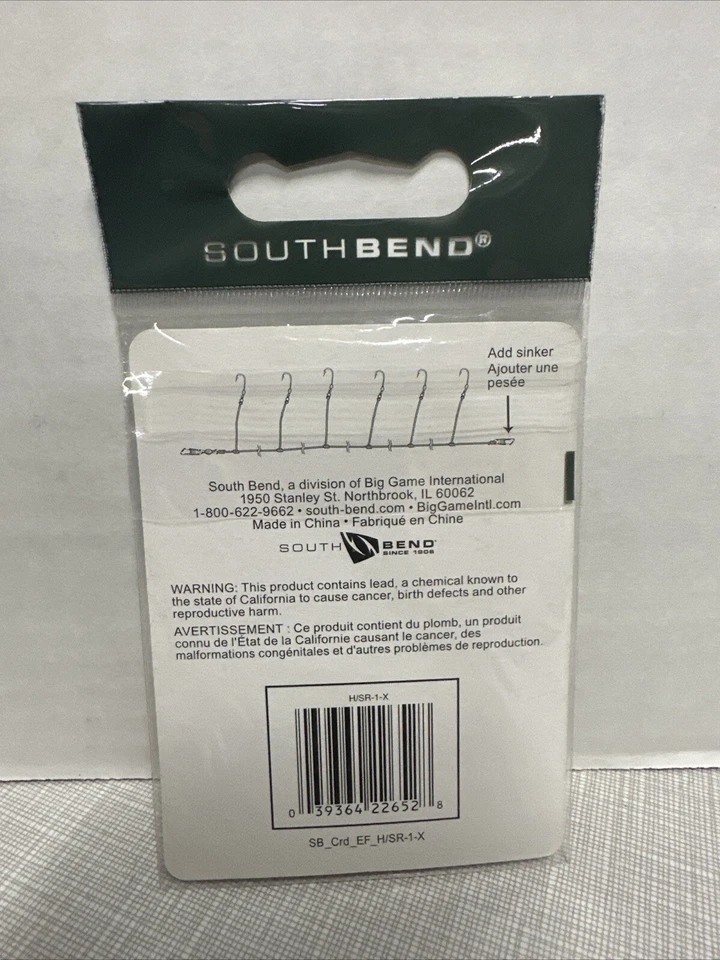 SOUTHBEND®
Add sinker
Ajouter une
pesée
South Bend, a division of Big Game International
1950 Stanley St. Northbrook, IL 60062
1-800-622-9662 • south-bend.com • BigGameIntl.com
Made in China • Fabriqué en Chine
SOUTH BEND
SINCE 1906
WARNING: This product contains lead, a chemical known to
the state of California to cause cancer, birth defects and other
reproductive harm.
AVERTISSEMENT : Ce produit contient du plomb, un produit
connu de l'État de la Californie causant le cancer, des
malformations congénitales et d'autres problèmes de reproduction.
H/SR-1-X
0 39364 22652 8
SB_Crd_EF_H/SR-1-X